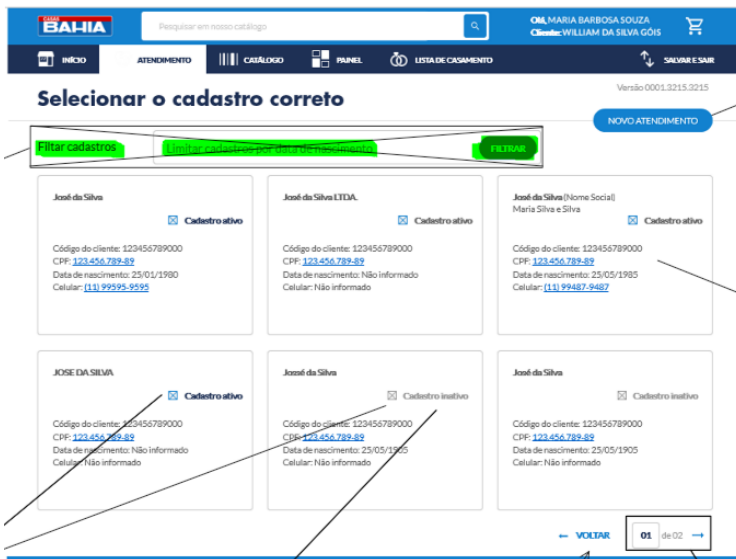 CASAS
BAHIA
Pesquisar em nosso catálogo
Olá, MARIA BARBOSA SOUZA
Cliente: WILLIAM DA SILVA GÓIS
INÍCIO ATENDIMENTO CATÁLOGO PAINEL LISTA DE CASAMENTO SALVAR E SAIR
Versão 0001.3215.3215
Selecionar o cadastro correto
NOVO ATENDIMENTO
Filtar cadastros Limitar cadastros por data de nascimento FILTRAR
José da Silva
Cadastro ativo
Código do cliente: 123456789000
CPF: 123.456.789-89
Data de nascimento: 25/01/1980
Celular: (11) 99595-9595
José da Silva LTDA.
Cadastro ativo
Código do cliente: 123456789000
CPF: 123.456.789-89
Data de nascimento: Não informado
Celular: Não informado
José da Silva (Nome Social)
Maria Silva e Silva
Cadastro ativo
Código do cliente: 123456789000
CPF: 123.456.789-89
Data de nascimento: 25/05/1985
Celular: (11) 99487-9487
JOSE DA SILVA
Cadastro ativo
Código do cliente: 123456789000
CPF: 123.456.789-89
Data de nascimento: Não informado
Celular: Não informado
Jossé da Silva
Cadastro inativo
Código do cliente: 123456789000
CPF: 123.456.789-89
Data de nascimento: 25/05/1905
Celular: Não informado
José da Silva
Cadastro inativo
Código do cliente: 123456789000
CPF: 123.456.789-89
Data de nascimento: 25/05/1905
Celular: Não informado
← VOLTAR 01 de 02 →